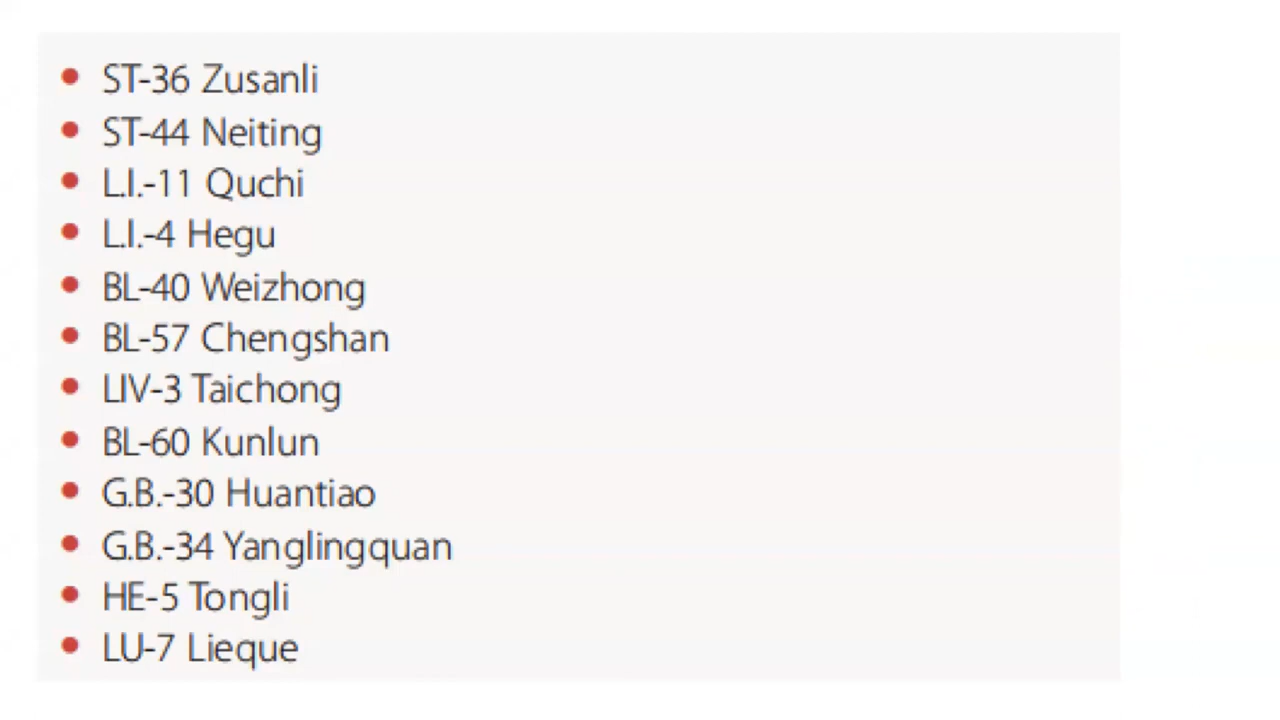 • ST-36 Zusanli
• ST-44 Neiting
• L.I.-11 Quchi
• L.I.-4 Hegu
• BL-40 Weizhong
• BL-57 Chengshan
• LIV-3 Taichong
• BL-60 Kunlun
• G.B.-30 Huantiao
• G.B.-34 Yanglingquan
• HE-5 Tongli
• LU-7 Lieque